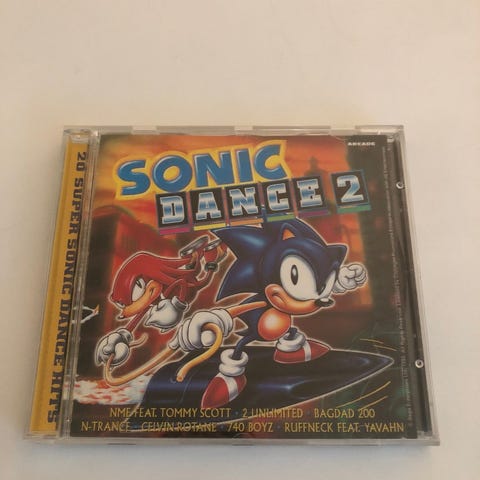 SONIC
ARCADE
DANCE 2
20 SUPER SONIC DANCE HITS
NME FEAT. TOMMY SCOTT · 2 UNLIMITED · BAGDAD 200
N-TRANCE · CELVIN ROTANE · 740 BOYZ · RUFFNECK FEAT. YAVAHN